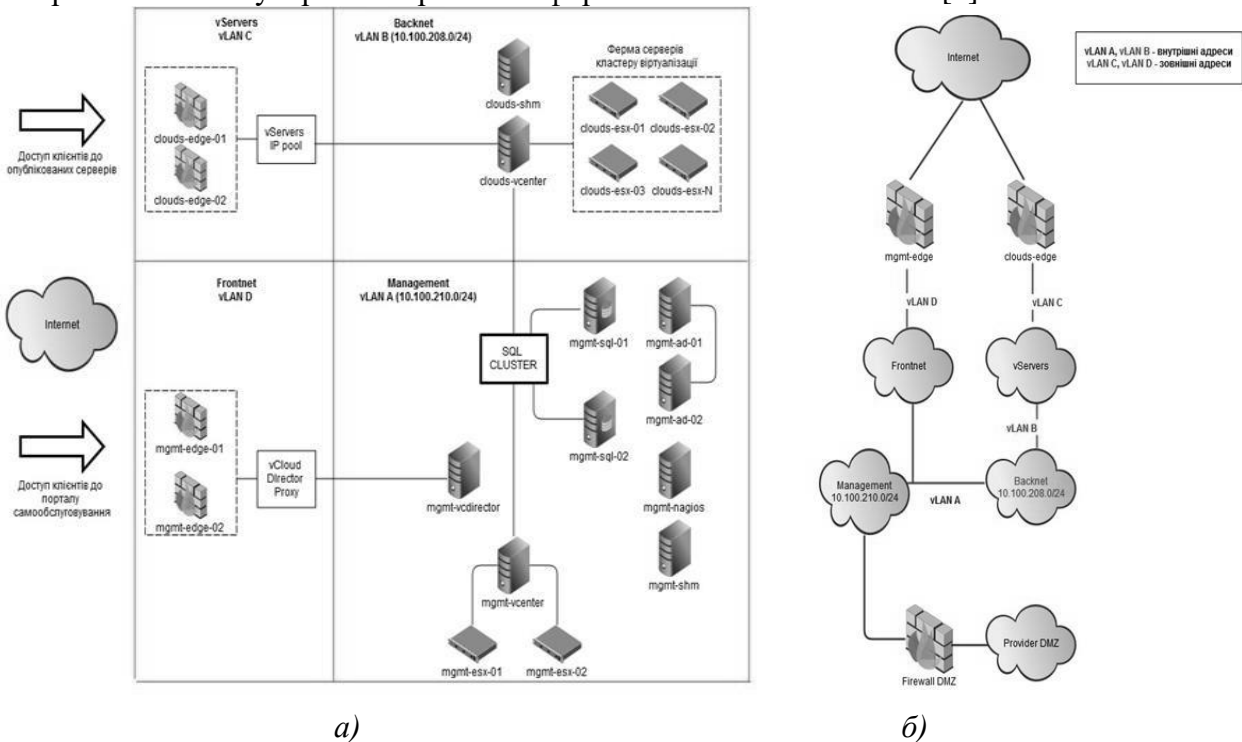 vServers
vLAN C
Backnet
vLAN B (10.100.208.0/24)
clouds-edge-01
clouds-edge-02
vServers
IP pool
clouds-shm
clouds-vcenter
Ферма серверів
кластеру віртуалізації
clouds-esx-01
clouds-esx-02
clouds-esx-03
clouds-esx-N
Доступ клієнтів до
опублікованих серверів
Internet
Доступ клієнтів до
порталу
самообслуговування
Frontnet
vLAN D
Management
vLAN A (10.100.210.0/24)
mgmt-edge-01
mgmt-edge-02
vCloud
Director
Proxy
SQL
CLUSTER
mgmt-sql-01
mgmt-ad-01
mgmt-sql-02
mgmt-ad-02
mgmt-vcdirector
mgmt-nagios
mgmt-shm
mgmt-vcenter
mgmt-esx-01
mgmt-esx-02
а)
Internet
vLAN A, vLAN B - внутрішні адреси
vLAN C, vLAN D - зовнішні адреси
mgmt-edge
clouds-edge
vLAN D
vLAN C
Frontnet
vServers
vLAN B
Management
10.100.210.0/24
vLAN A
Backnet
10.100.208.0/24
Firewall DMZ
Provider DMZ
б)